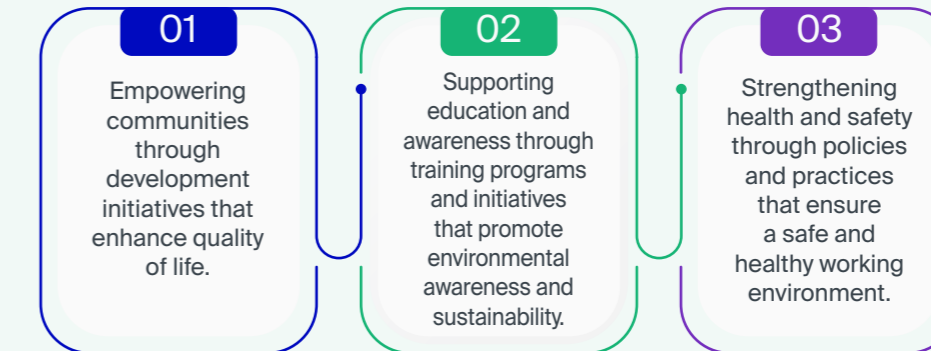 01
Empowering
communities
through
development
initiatives that
enhance quality
of life.
02
Supporting
education and
awareness through
training programs
and initiatives
that promote
environmental
awareness and
sustainability.
03
Strengthening
health and safety
through policies
and practices
that ensure
a safe and
healthy working
environment.